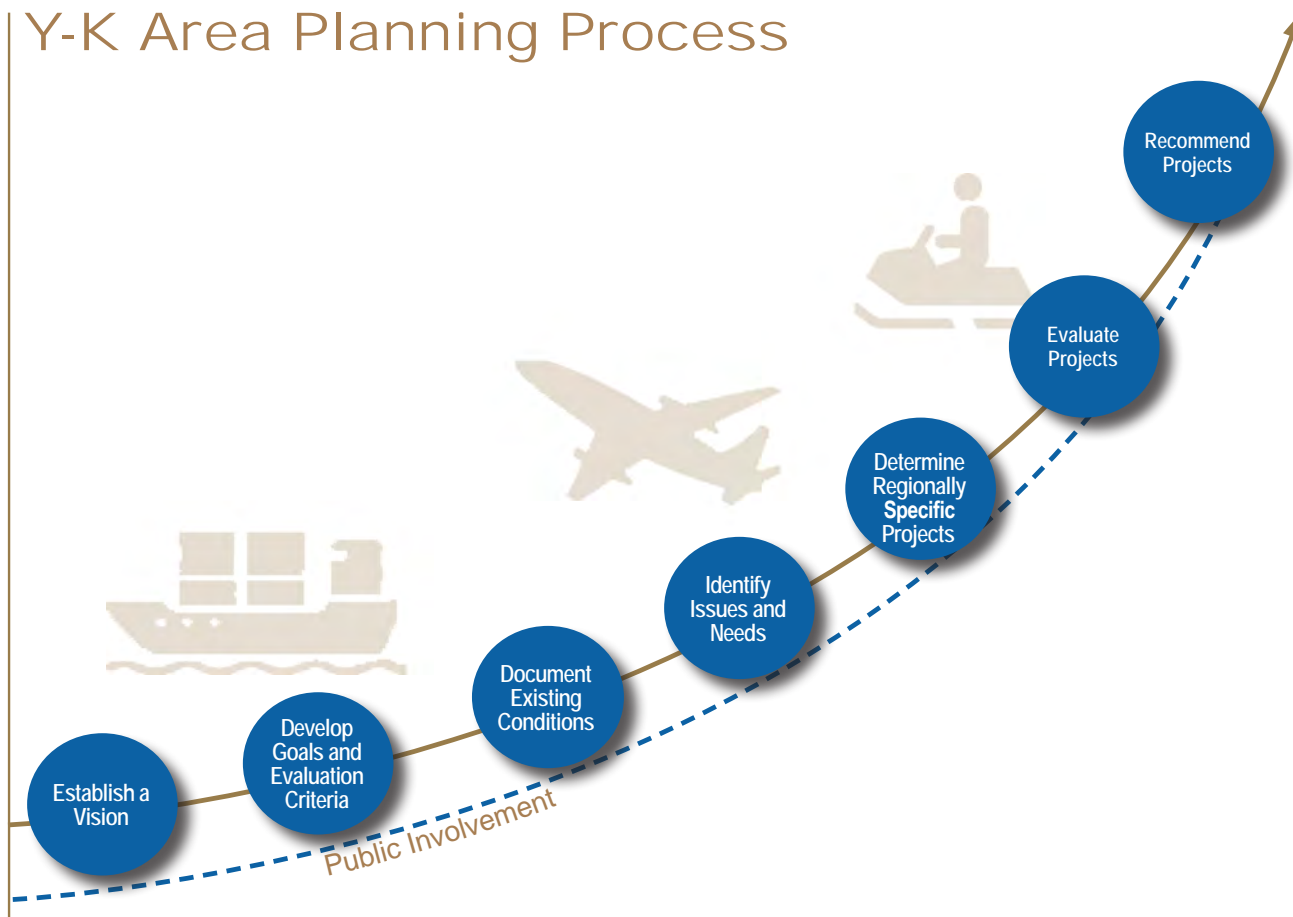 Y-K Area Planning Process
Recommend
Projects
Evaluate
Projects
Determine
Regionally
Specific
Projects
Identify
Issues and
Needs
Document
Existing
Conditions
Develop
Goals and
Evaluation
Criteria
Establish a
Vision
Public Involvement